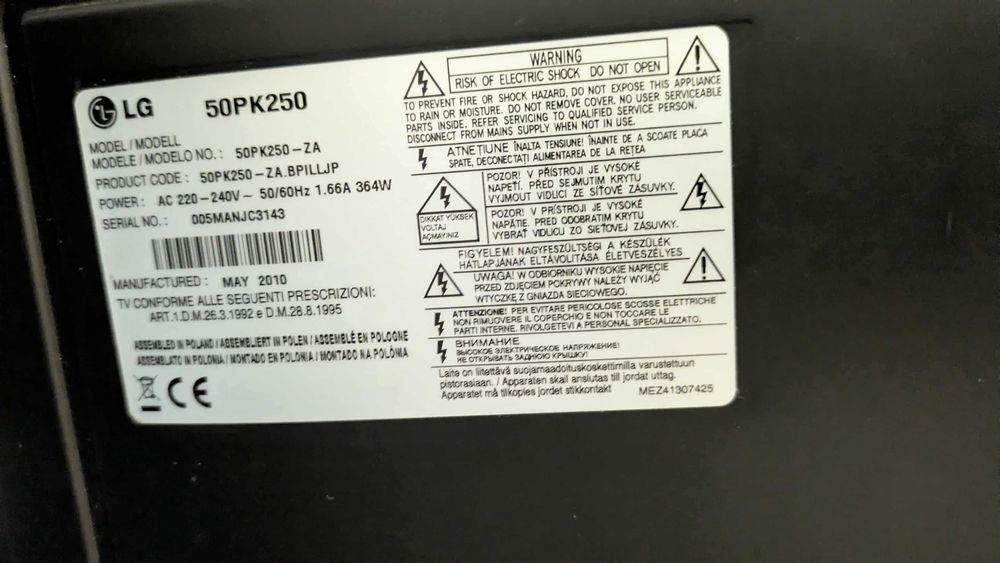 LG 50PK250
MODEL / MODELL
MODELE / MODELO NO. : 50PK250-ZA
PRODUCT CODE : 50PK250-ZA.BPILLJP
POWER : AC 220-240V~ 50/60Hz 1.66A 364W
SERIAL NO. : 005MANJC3143
MANUFACTURED : MAY 2010
TV CONFORME ALLE SEGUENTI PRESCRIZIONI:
ART.1.D.M.26.3.1992 e D.M.28.8.1995
ASSEMBLED IN POLAND / ASSEMBLIERT IN POLEN / ASSEMBLÉ EN POLOGNE
ASSEMBLATO IN POLONIA / MONTADO EN POLONIA / MONTADO NA POLÔNIA
CE
WARNING
RISK OF ELECTRIC SHOCK DO NOT OPEN
TO PREVENT FIRE OR SHOCK HAZARD, DO NOT EXPOSE THIS APPLIANCE
TO RAIN OR MOISTURE. DO NOT REMOVE COVER. NO USER SERVICEABLE
PARTS INSIDE. REFER SERVICING TO QUALIFIED SERVICE PERSON.
DISCONNECT FROM MAINS SUPPLY WHEN NOT IN USE.
ATNEȚIUNE ÎNALTA TENSIUNE! ÎNAINTE DE A SCOATE PLACA
SPATE, DECONECTAȚI ALIMENTAREA DE LA REȚEA
DIKKAT YÜKSEK
VOLTAJ
AÇMAYINIZ
POZOR! V PŘÍSTROJI JE VYSOKÉ
NAPETÍ. PŘED SEJMUTIM KRYTU
VYJMOUT VIDLICI ZE SÍŤOVÉ ZÁSUVKY.
POZOR! V PRÍSTROJI JE VYSOKÉ
NAPÄTIE. PRED ODOBRATIM KRYTU
VYBRAŤ VIDLICU ZO SIEŤOVEJ ZÁSUVKY.
FIGYELEM! NAGYFESZÜLTSÉGI A KÉSZÜLÉK
HÁTLAPJÁNAK ELTÁVOLÍTÁSA ÉLETVESZÉLYES
UWAGA! W ODBIORNIKU WYSOKIE NAPIĘCIE
PRZED ZDJĘCIEM POKRYWY NALEŻY WYJĄĆ
WTYCZKĘ Z GNIAZDA SIECIOWEGO.
ATTENZIONE! PER EVITARE PERICOLOSE SCOSSE ELETTRICHE
NON RIMUOVERE IL COPERCHIO E NON TOCCARE LE
PARTI INTERNE. RIVOLGETEVI A PERSONAL SPECIALIZZATO.
ВНИМАНИЕ
ВЫСОКОЕ ЭЛЕКТРИЧЕСКОЕ НАПРЯЖЕНИЕ!
НЕ ОТКРЫВАТЬ ЗАДНЮЮ КРЫШКУ!
Laite on liitettävä suojamaadoituskoskettimilla varustettuun
pistorasiaan. / Apparaten skall anslutas till jordat uttag.
Apparatet må tilkoples jordet stikkontakt MEZ41307425